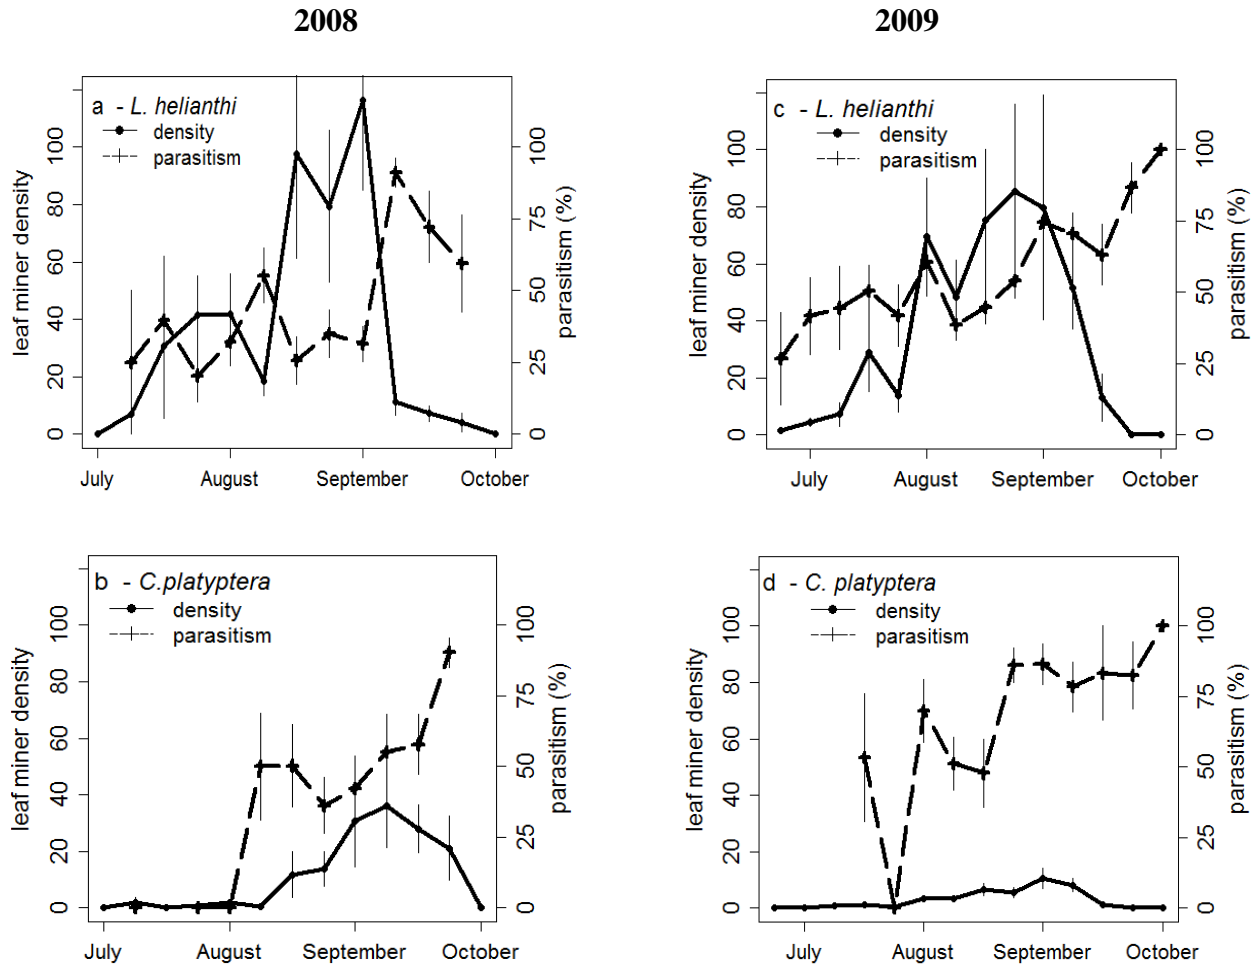 2008
2009
a - L. helianthi
density
parasitism
leaf miner density
0 20 40 60 80 100
parasitism (%)
0 25 50 75 100
July August September October
c - L. helianthi
density
parasitism
leaf miner density
0 20 40 60 80 100
parasitism (%)
0 25 50 75 100
July August September October
b - C.platyptera
density
parasitism
leaf miner density
0 20 40 60 80 100
parasitism (%)
0 25 50 75 100
July August September October
d - C. platyptera
density
parasitism
leaf miner density
0 20 40 60 80 100
parasitism (%)
0 25 50 75 100
July August September October